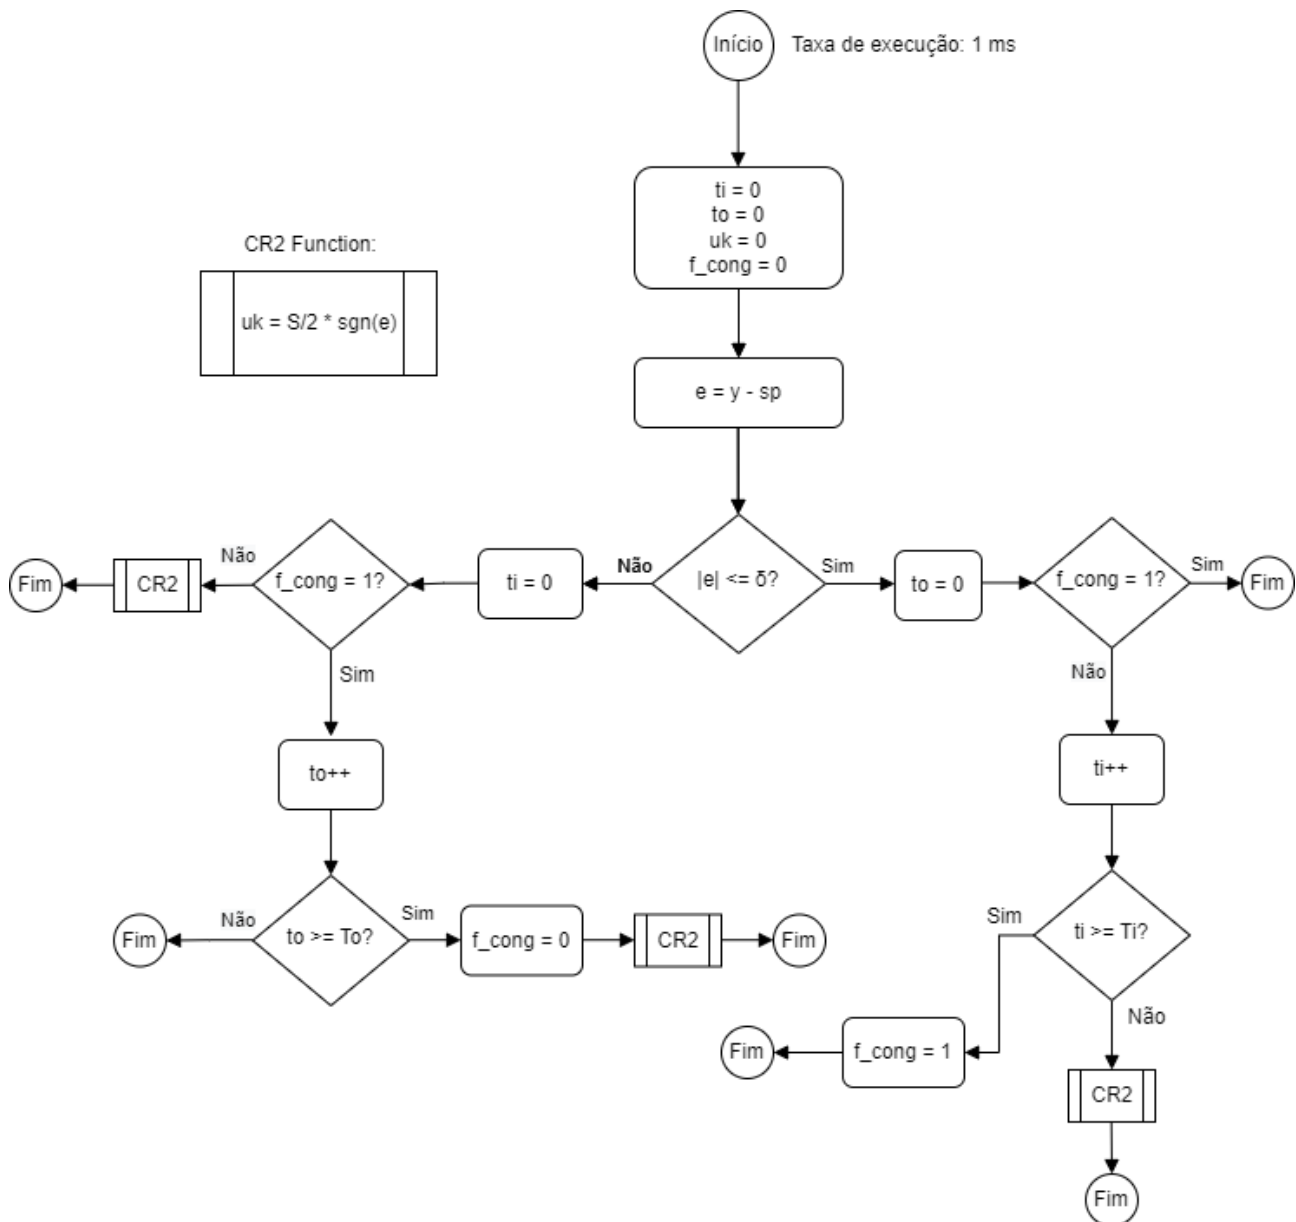 Início
Taxa de execução: 1 ms
ti = 0
to = 0
uk = 0
f_cong = 0
CR2 Function:
uk = S/2 * sgn(e)
e = y - sp
|e| <= δ?
Não
Sim
ti = 0
f_cong = 1?
Não
CR2
Fim
Sim
to++
to >= To?
Não
Fim
Sim
f_cong = 0
CR2
Fim
to = 0
f_cong = 1?
Sim
Fim
Não
ti++
ti >= Ti?
Sim
f_cong = 1
Fim
Não
CR2
Fim